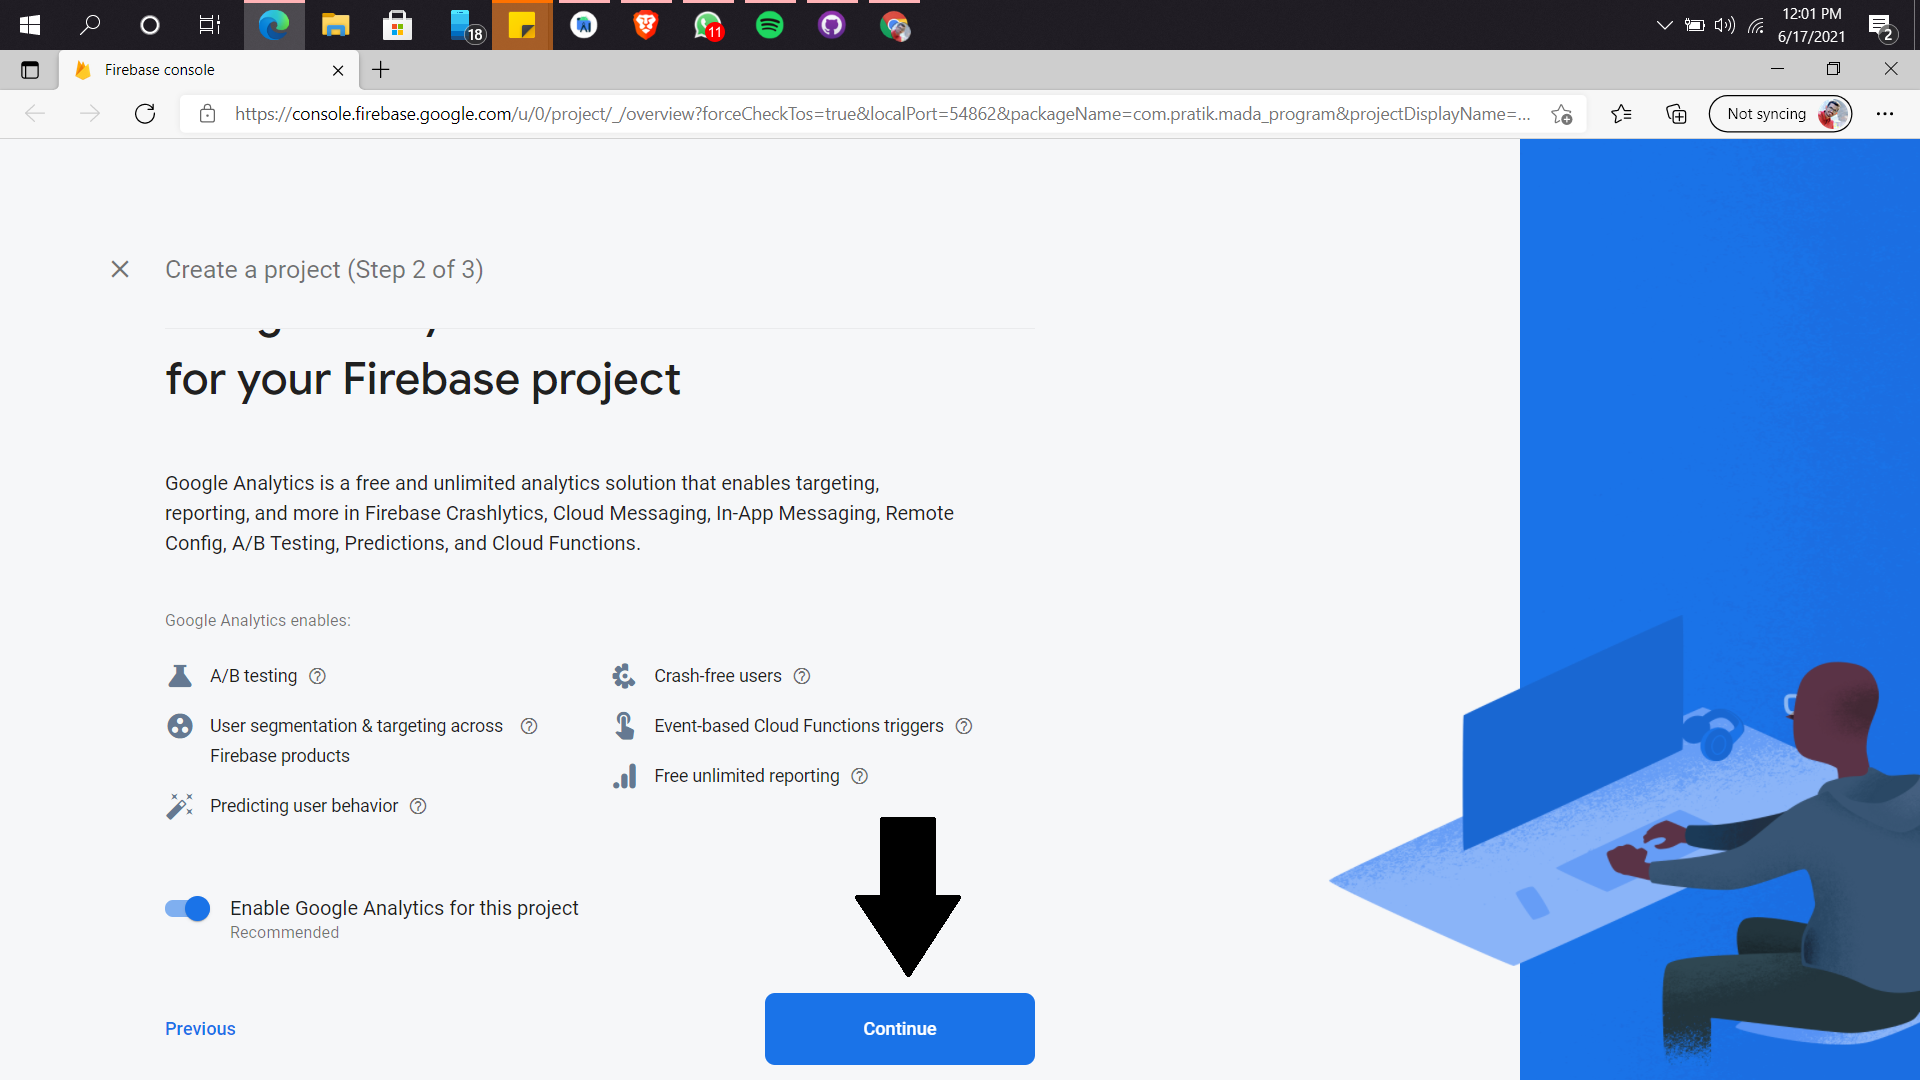 12:01 PM
18
11
6/17/2021
2
Firebase console
https://console.firebase.google.com/u/0/project/_/overview?forceCheckTos=true&localPort=54862&packageName=com.pratik.mada_program&projectDisplayName=...
Not syncing
Create a project (Step 2 of 3)
for your Firebase project
Google Analytics is a free and unlimited analytics solution that enables targeting,
reporting, and more in Firebase Crashlytics, Cloud Messaging, In-App Messaging, Remote
Config, A/B Testing, Predictions, and Cloud Functions.
Google Analytics enables:
A/B testing
Crash-free users
User segmentation & targeting across
Firebase products
Event-based Cloud Functions triggers
Free unlimited reporting
Predicting user behavior
Enable Google Analytics for this project
Recommended
Previous
Continue